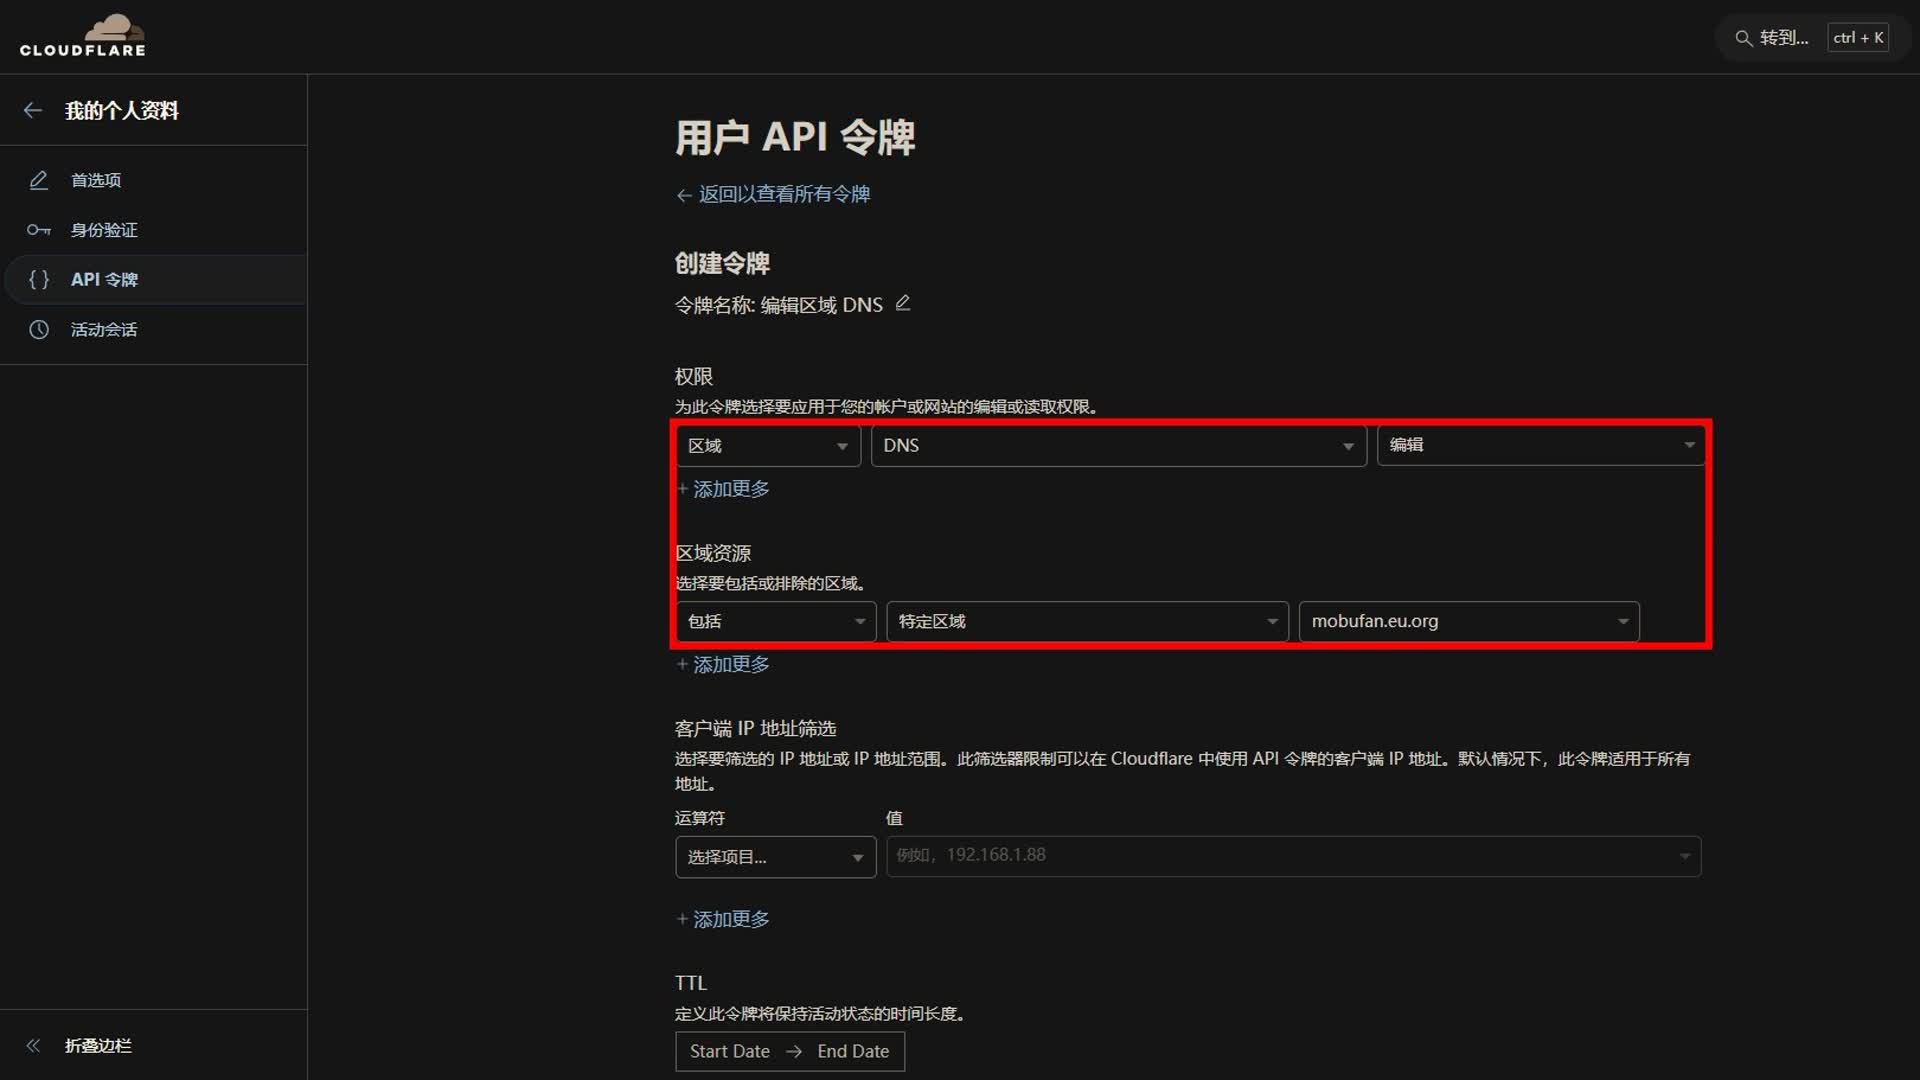 CLOUDFLARE
转到...
ctrl + K
我的个人资料
首选项
身份验证
API 令牌
活动会话
用户 API 令牌
← 返回以查看所有令牌
创建令牌
令牌名称: 编辑区域 DNS
权限
为此令牌选择要应用于您的帐户或网站的编辑或读取权限。
区域
DNS
编辑
+ 添加更多
区域资源
选择要包括或排除的区域。
包括
特定区域
mobufan.eu.org
+ 添加更多
客户端 IP 地址筛选
选择要筛选的 IP 地址或 IP 地址范围。此筛选器限制可以在 Cloudflare 中使用 API 令牌的客户端 IP 地址。默认情况下，此令牌适用于所有
地址。
运算符
值
选择项目...
例如，192.168.1.88
+ 添加更多
TTL
定义此令牌将保持活动状态的时间长度。
Start Date → End Date
折叠边栏